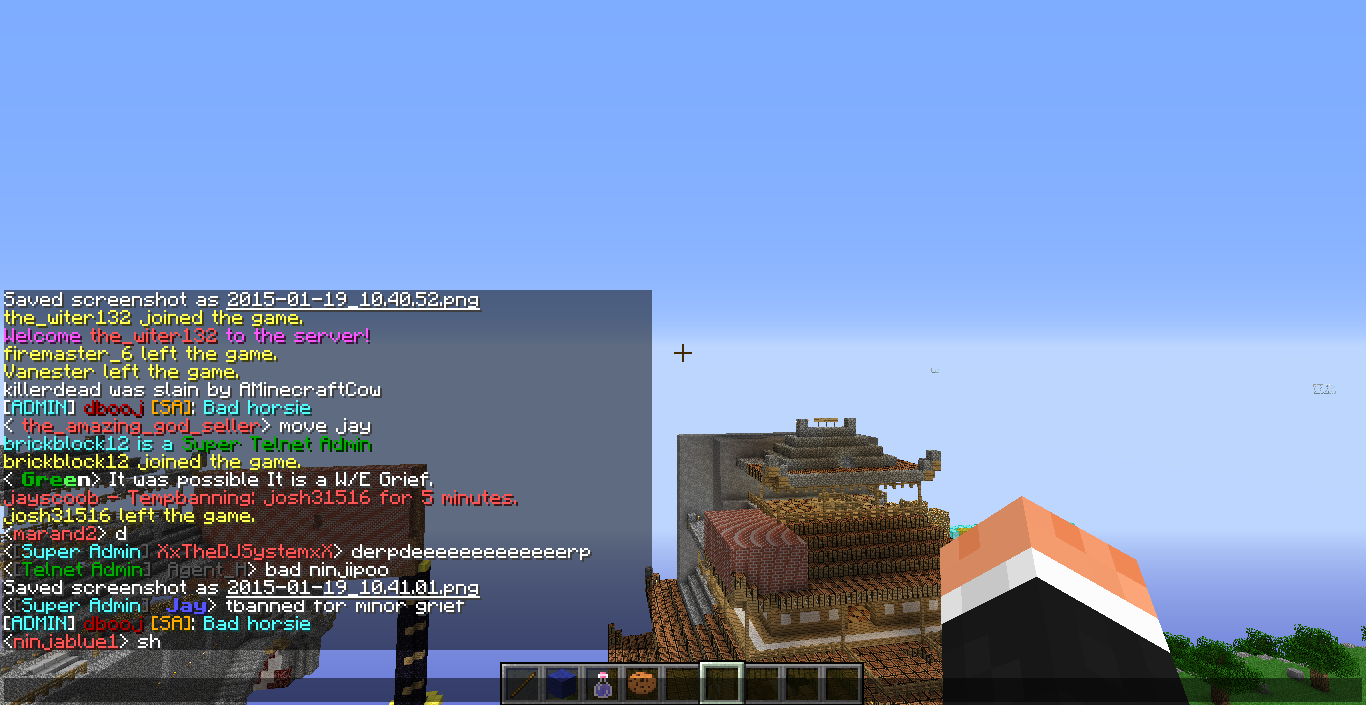 Saved screenshot as 2015-01-19_10.40.52.png
the_witer132 joined the game.
Welcome the_witer132 to the server!
firemaster_6 left the game.
Vanester left the game.
killerdead was slain by AMinecraftCow
[ADMIN] dbooj [SA]: Bad horsie
< the_amazing_god_seller> move jay
brickblock12 is a Super Telnet Admin
brickblock12 joined the game.
< Green> It was possible It is a W/E Grief.
jayscoob - Tempbanning: josh31516 for 5 minutes.
josh31516 left the game.
<marand2> d
<[Super Admin] XxTheDJSystemxX> derpdeeeeeeeeeeeeerp
<[Telnet Admin] Agent_H> bad ninjipoo
Saved screenshot as 2015-01-19_10.41.01.png
<[Super Admin] Jay> tbanned for minor grief
[ADMIN] dbooj [SA]: Bad horsie
<ninjablue1> sh